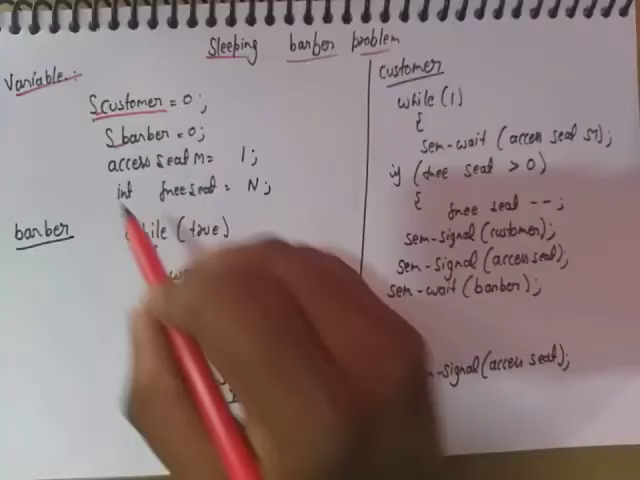 Sleeping barber problem
Variable:
Scustomer = 0;
S barber = 0;
access seat M = 1;
int free seat = N;
barber
while (true)
customer
while (1)
{
sem-wait (access seat M);
if (free seat > 0)
{
free seat --;
sem-signal (customer);
sem-signal (access seat);
sem-wait (barber);
-signal (access seat);